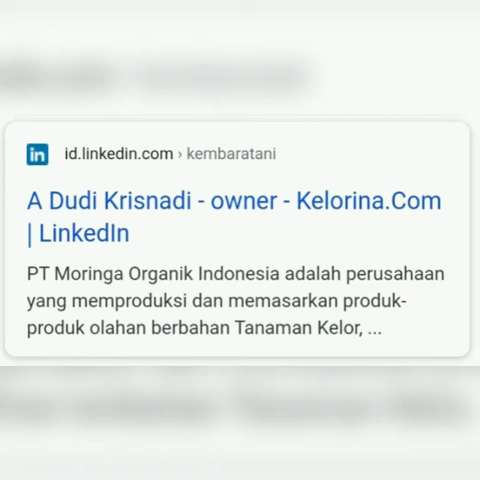 in
id.linkedin.com › kembaratani
A Dudi Krisnadi - owner - Kelorina.Com
| LinkedIn
PT Moringa Organik Indonesia adalah perusahaan
yang memproduksi dan memasarkan produk-
produk olahan berbahan Tanaman Kelor, ...